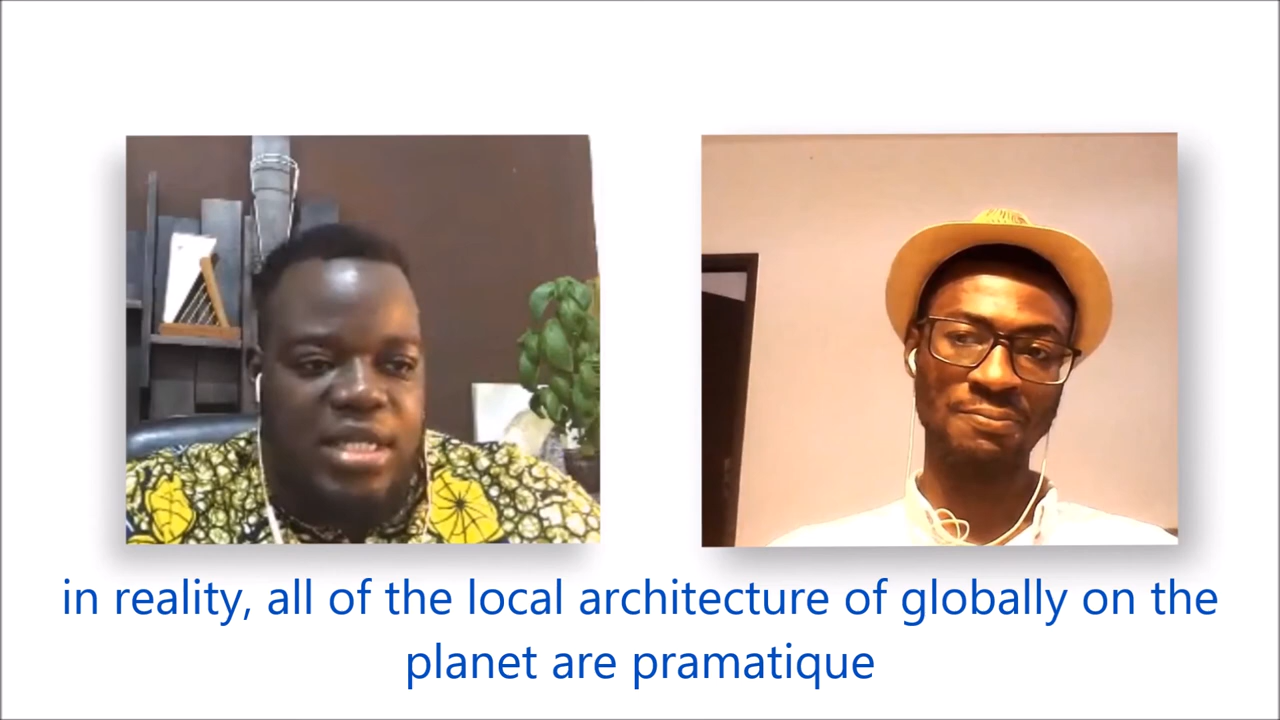 in reality, all of the local architecture of globally on the
planet are pramatique